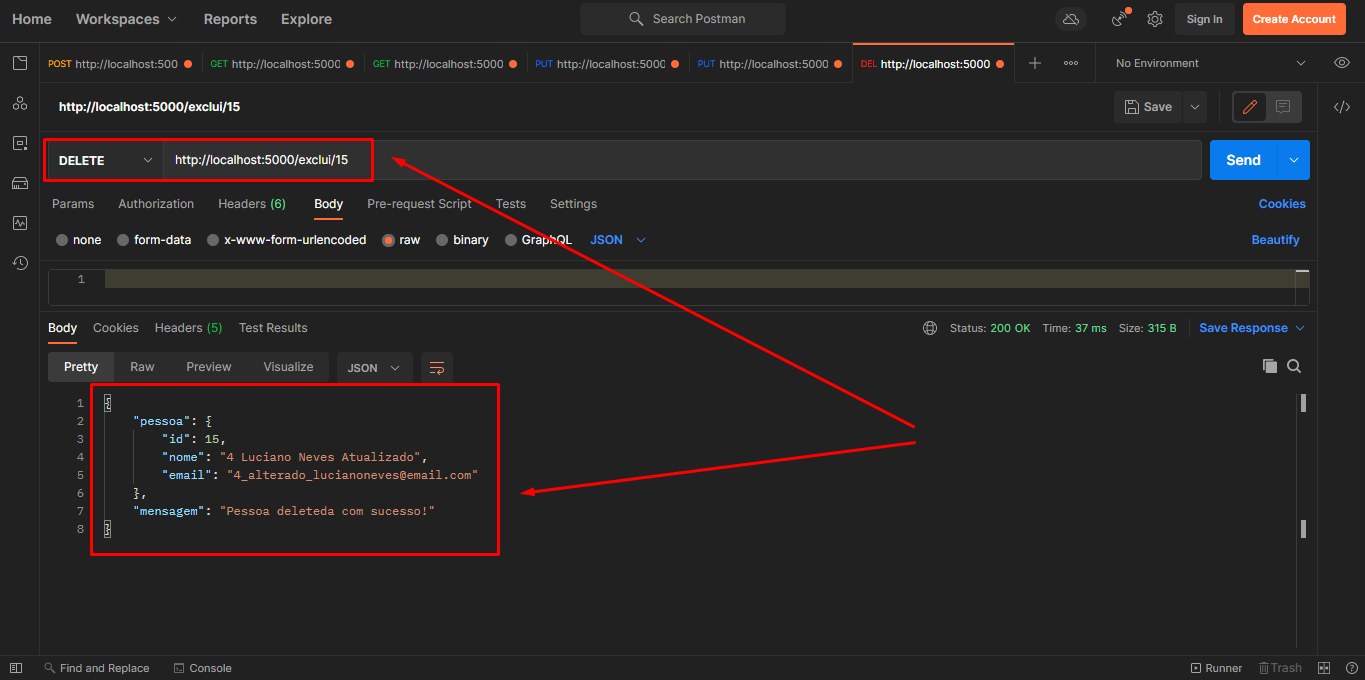 Home Workspaces Reports Explore Search Postman Sign In Create Account
POST http://localhost:500 GET http://localhost:500( GET http://localhost:5000 PUT http://localhost:500( PUT http://localhost:5000 DEL http://localhost:5000 No Environment
http://localhost:5000/exclui/15 Save
DELETE http://localhost:5000/exclui/15 Send
Params Authorization Headers (6) Body Pre-request Script Tests Settings Cookies
none form-data x-www-form-urlencoded raw binary GraphQL JSON Beautify
1
Body Cookies Headers (5) Test Results Status: 200 OK Time: 37 ms Size: 315 B Save Response
Pretty Raw Preview Visualize JSON
1 {
2 "pessoa": {
3 "id": 15,
4 "nome": "4 Luciano Neves Atualizado",
5 "email": "4_alterado_lucianoneves@email.com"
6 },
7 "mensagem": "Pessoa deleteda com sucesso!"
8 }
Find and Replace Console Runner Trash